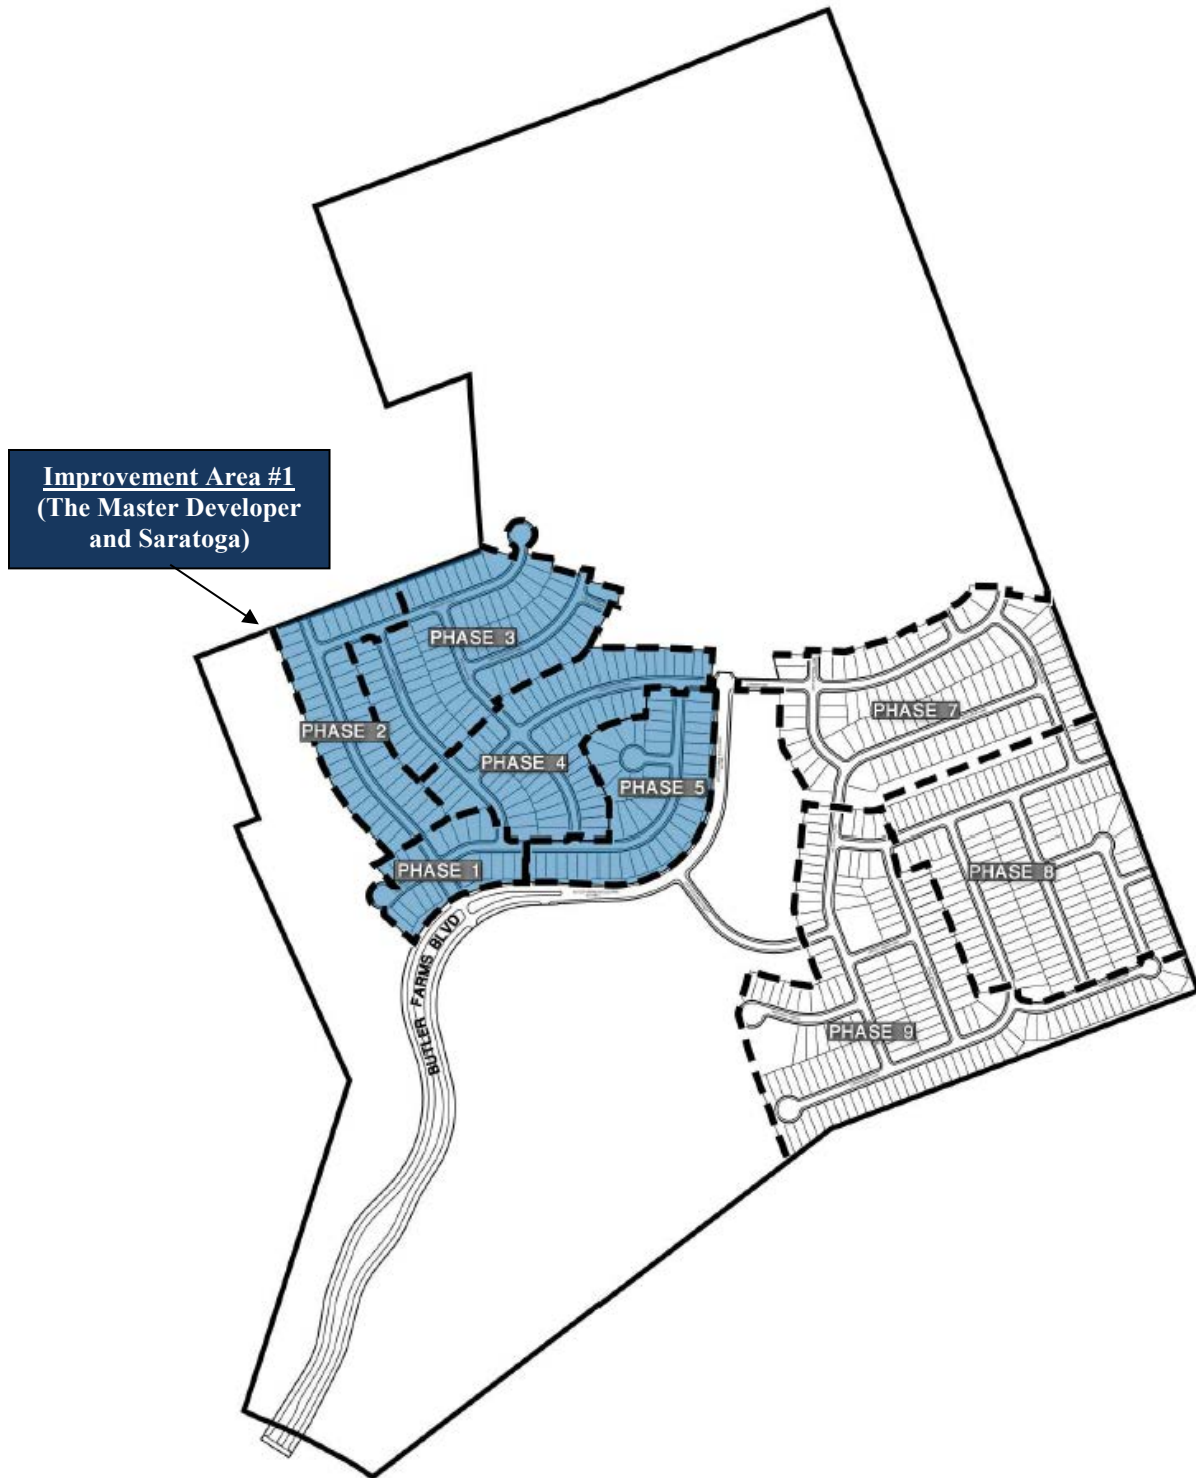 Improvement Area #1
(The Master Developer
and Saratoga)
PHASE 3
PHASE 2
PHASE 7
PHASE 4
PHASE 5
PHASE 1
PHASE 8
BUTLER FARMS BLVD
PHASE 9